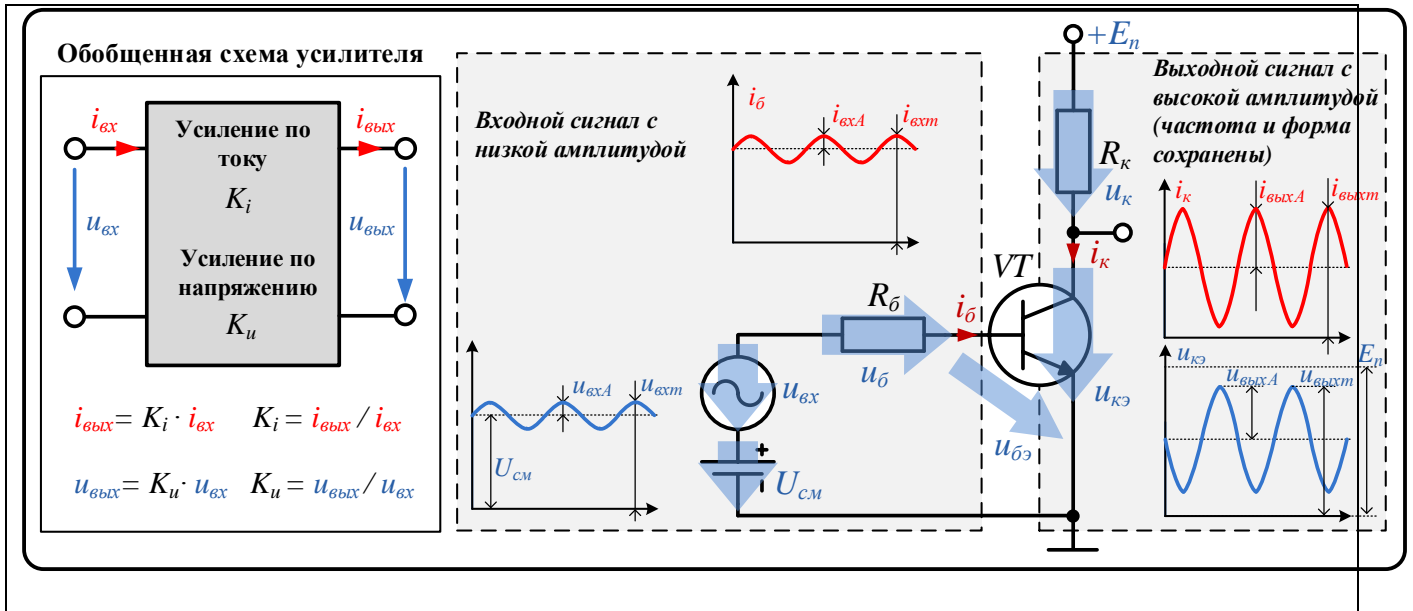 Обобщенная схема усилителя
iвх
iвых
Усиление по
току
Ki
uвх
uвых
Усиление по
напряжению
Ku
iвых= Ki · iвх Ki = iвых / iвх
uвых= Ku· uвх Ku = uвых / uвх
Входной сигнал с
низкой амплитудой
iб
iвхA
iвхm
uвхA
uвхm
Uсм
uвх
+
+
Uсм
Rб
iб
uб
uбэ
VT
+Eп
Rк
uк
iк
uкэ
Выходной сигнал с
высокой амплитудой
(частота и форма
сохранены)
iк
iвыхA
iвыхm
uкэ
uвыхA
uвыхm
Eп